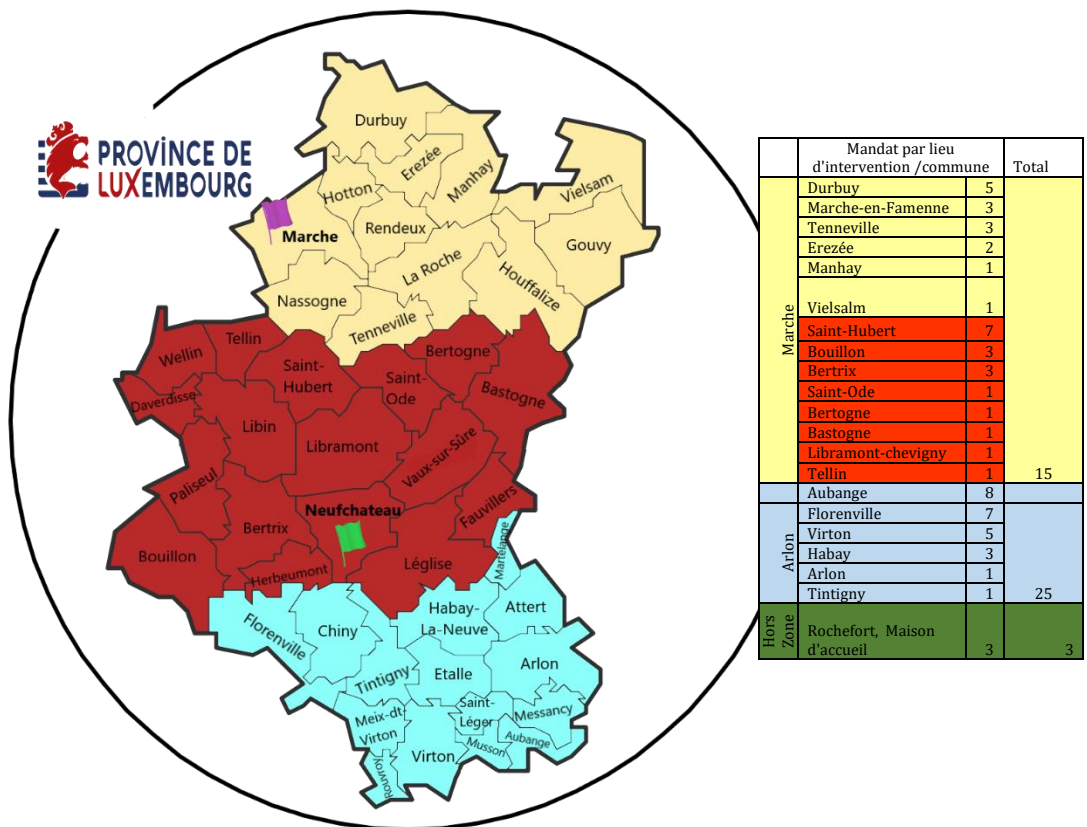 PROVINCE DE
LUXEMBOURG
Durbuy
Erezée
Manhay
Hotton
Vielsam
Marche
Rendeux
Gouvy
La Roche
Houffalize
Nassogne
Tenneville
Tellin
Wellin
Bertogne
Saint-
Hubert
Saint-
Ode
Bastogne
Daverdisse
Libin
Libramont
Vaux-sur-Sûre
Paliseul
Neufchateau
Fauvillers
Bertrix
Bouillon
Martelange
Léglise
Herbeumont
Habay-
La-Neuve
Attert
Florenville
Chiny
Tintigny
Etalle
Arlon
Meix-dt-
Virton
Saint-
Léger
Messancy
Aubange
Musson
Virton
Rouvroy
Mandat par lieu
d'intervention /commune Total
Marche
Durbuy 5
Marche-en-Famenne 3
Tenneville 3
Erezée 2
Manhay 1
Vielsalm 1
Saint-Hubert 7
Bouillon 3
Bertrix 3
Saint-Ode 1
Bertogne 1
Bastogne 1
Libramont-chevigny 1
Tellin 1 15
Aubange 8
Arlon
Florenville 7
Virton 5
Habay 3
Arlon 1
Tintigny 1 25
Hors
Zone
Rochefort, Maison
d'accueil 3 3